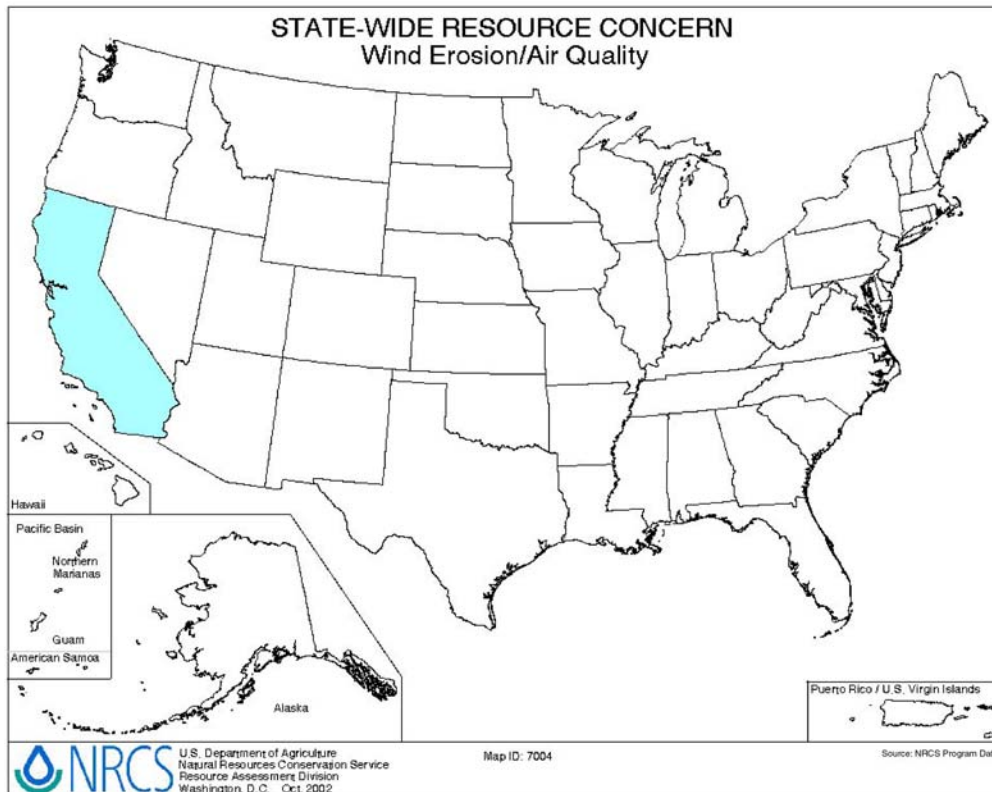 STATE-WIDE RESOURCE CONCERN
Wind Erosion/Air Quality
Hawaii
Pacific Basin
Northern
Marianas
Guam
American Samoa
Alaska
Puerto Rico / U.S. Virgin Islands
NRCS
U.S. Department of Agriculture
Natural Resources Conservation Service
Resource Assessment Division
Washington, D.C. Oct. 2002
Map ID: 7004
Source: NRCS Program Dat